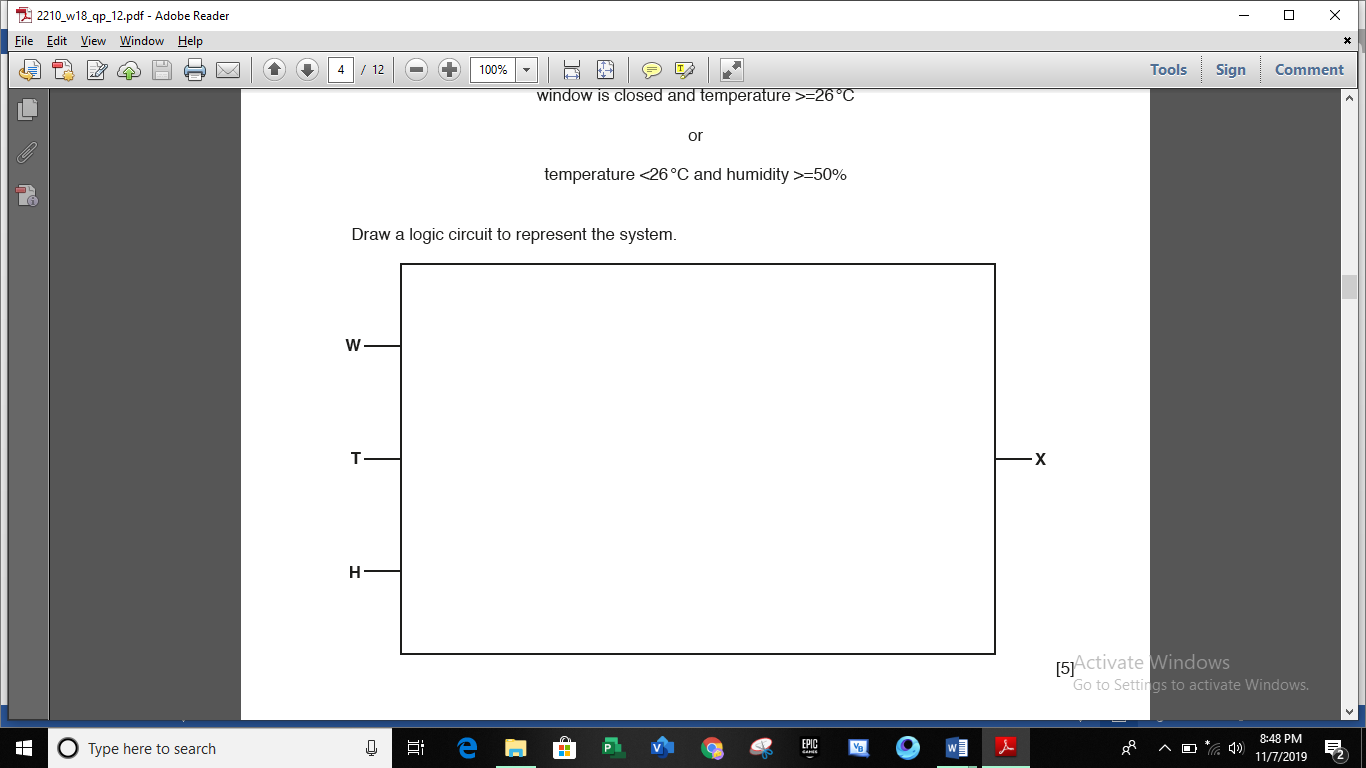 2210_w18_qp_12.pdf - Adobe Reader
File Edit View Window Help
4 / 12 100% Tools Sign Comment
window is closed and temperature >=26°C
or
temperature <26°C and humidity >=50%
Draw a logic circuit to represent the system.
W
T
X
H
[5]
Activate Windows
Go to Settings to activate Windows.
Type here to search
8:48 PM
11/7/2019
2